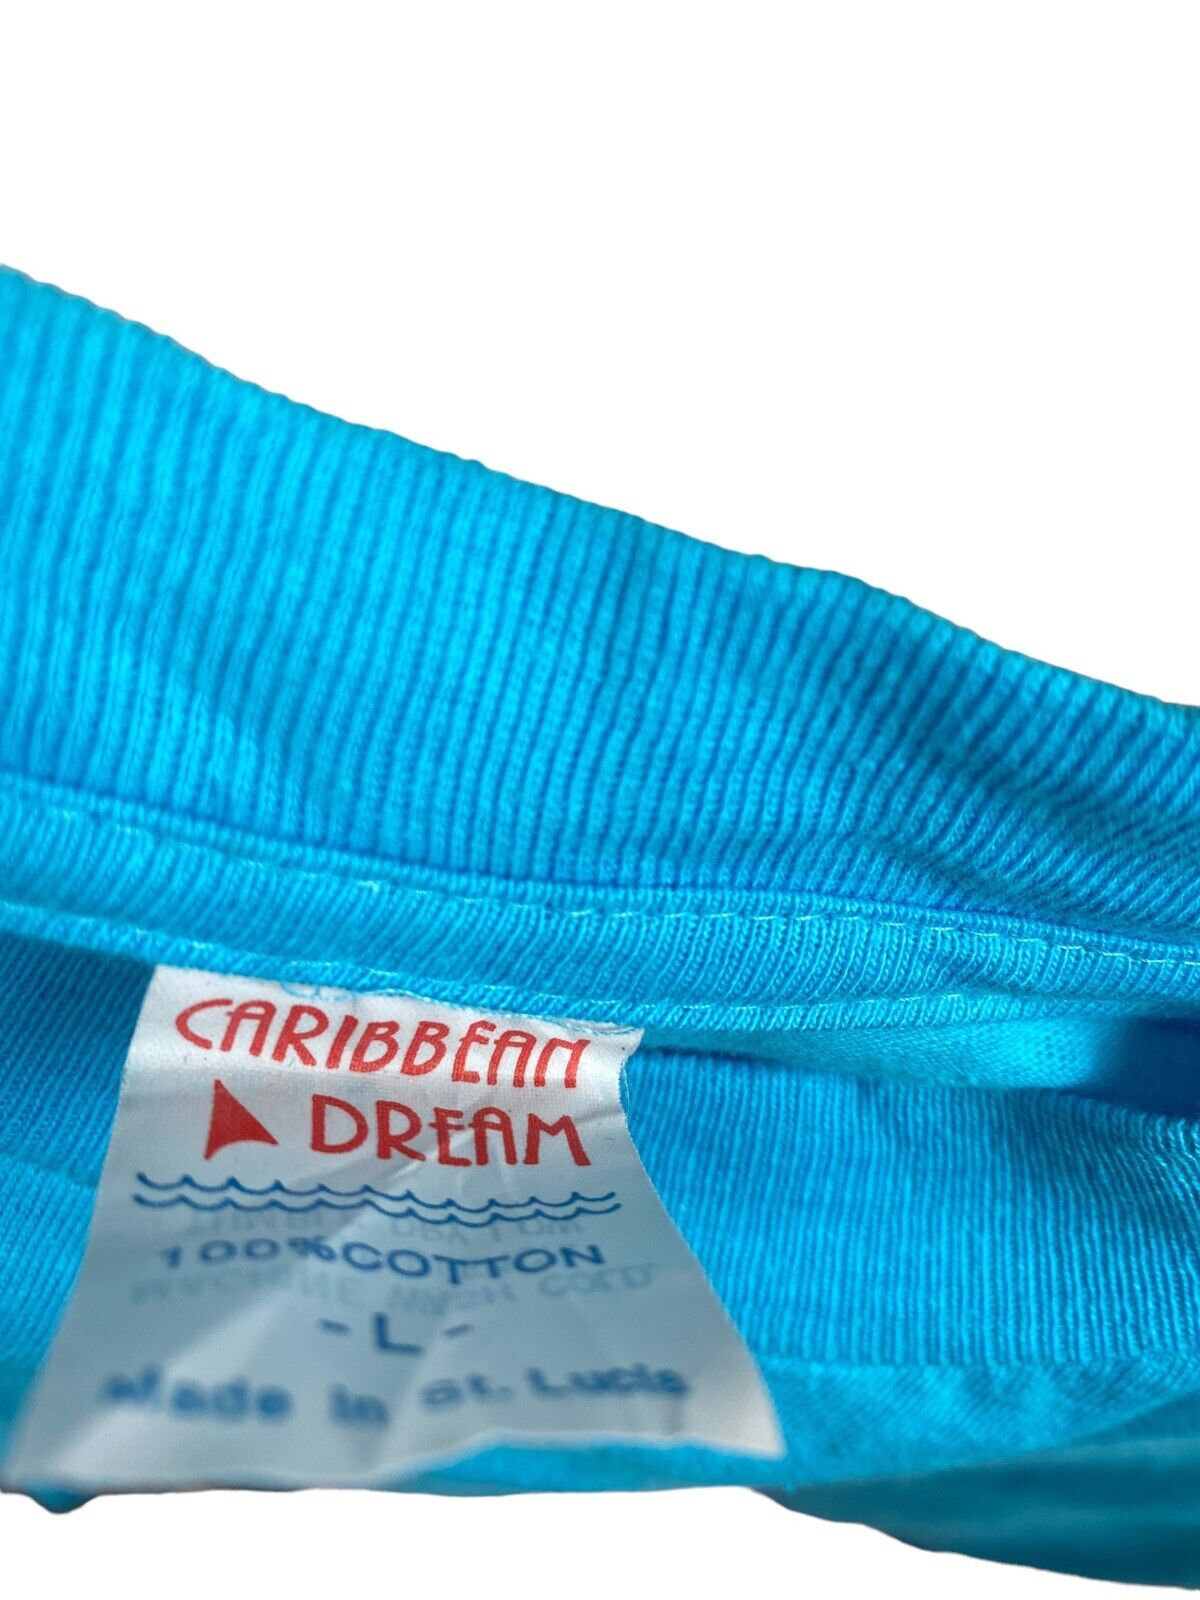 CARIBBEAN
DREAM
100% COTTON
- L -
Made in St. Lucia